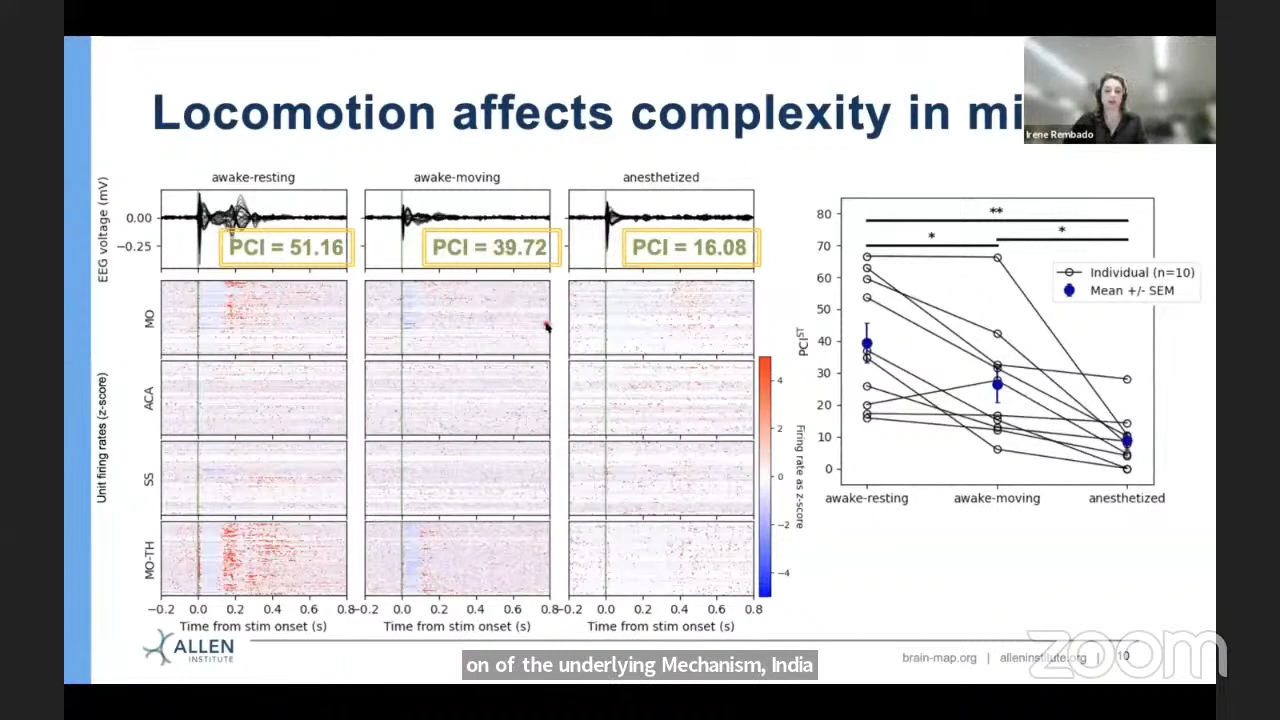 Locomotion affects complexity in mi
Irene Rembado
awake-resting
awake-moving
anesthetized
EEG voltage (mV)
0.00
−0.25
PCI = 51.16
PCI = 39.72
PCI = 16.08
Unit firing rates (z-score)
MO
ACA
SS
MO-TH
−0.2 0.0 0.2 0.4 0.6 0.8
−0.2 0.0 0.2 0.4 0.6 0.8
−0.2 0.0 0.2 0.4 0.6 0.8
Time from stim onset (s)
Time from stim onset (s)
Time from stim onset (s)
4
2
0
−2
−4
Firing rate as z-score
PCIST
80
70
60
50
40
30
20
10
0
**
*
*
Individual (n=10)
Mean +/- SEM
awake-resting
awake-moving
anesthetized
ALLEN
INSTITUTE
brain-map.org | alleninstitute.org | 10
zoom
on of the underlying Mechanism, India